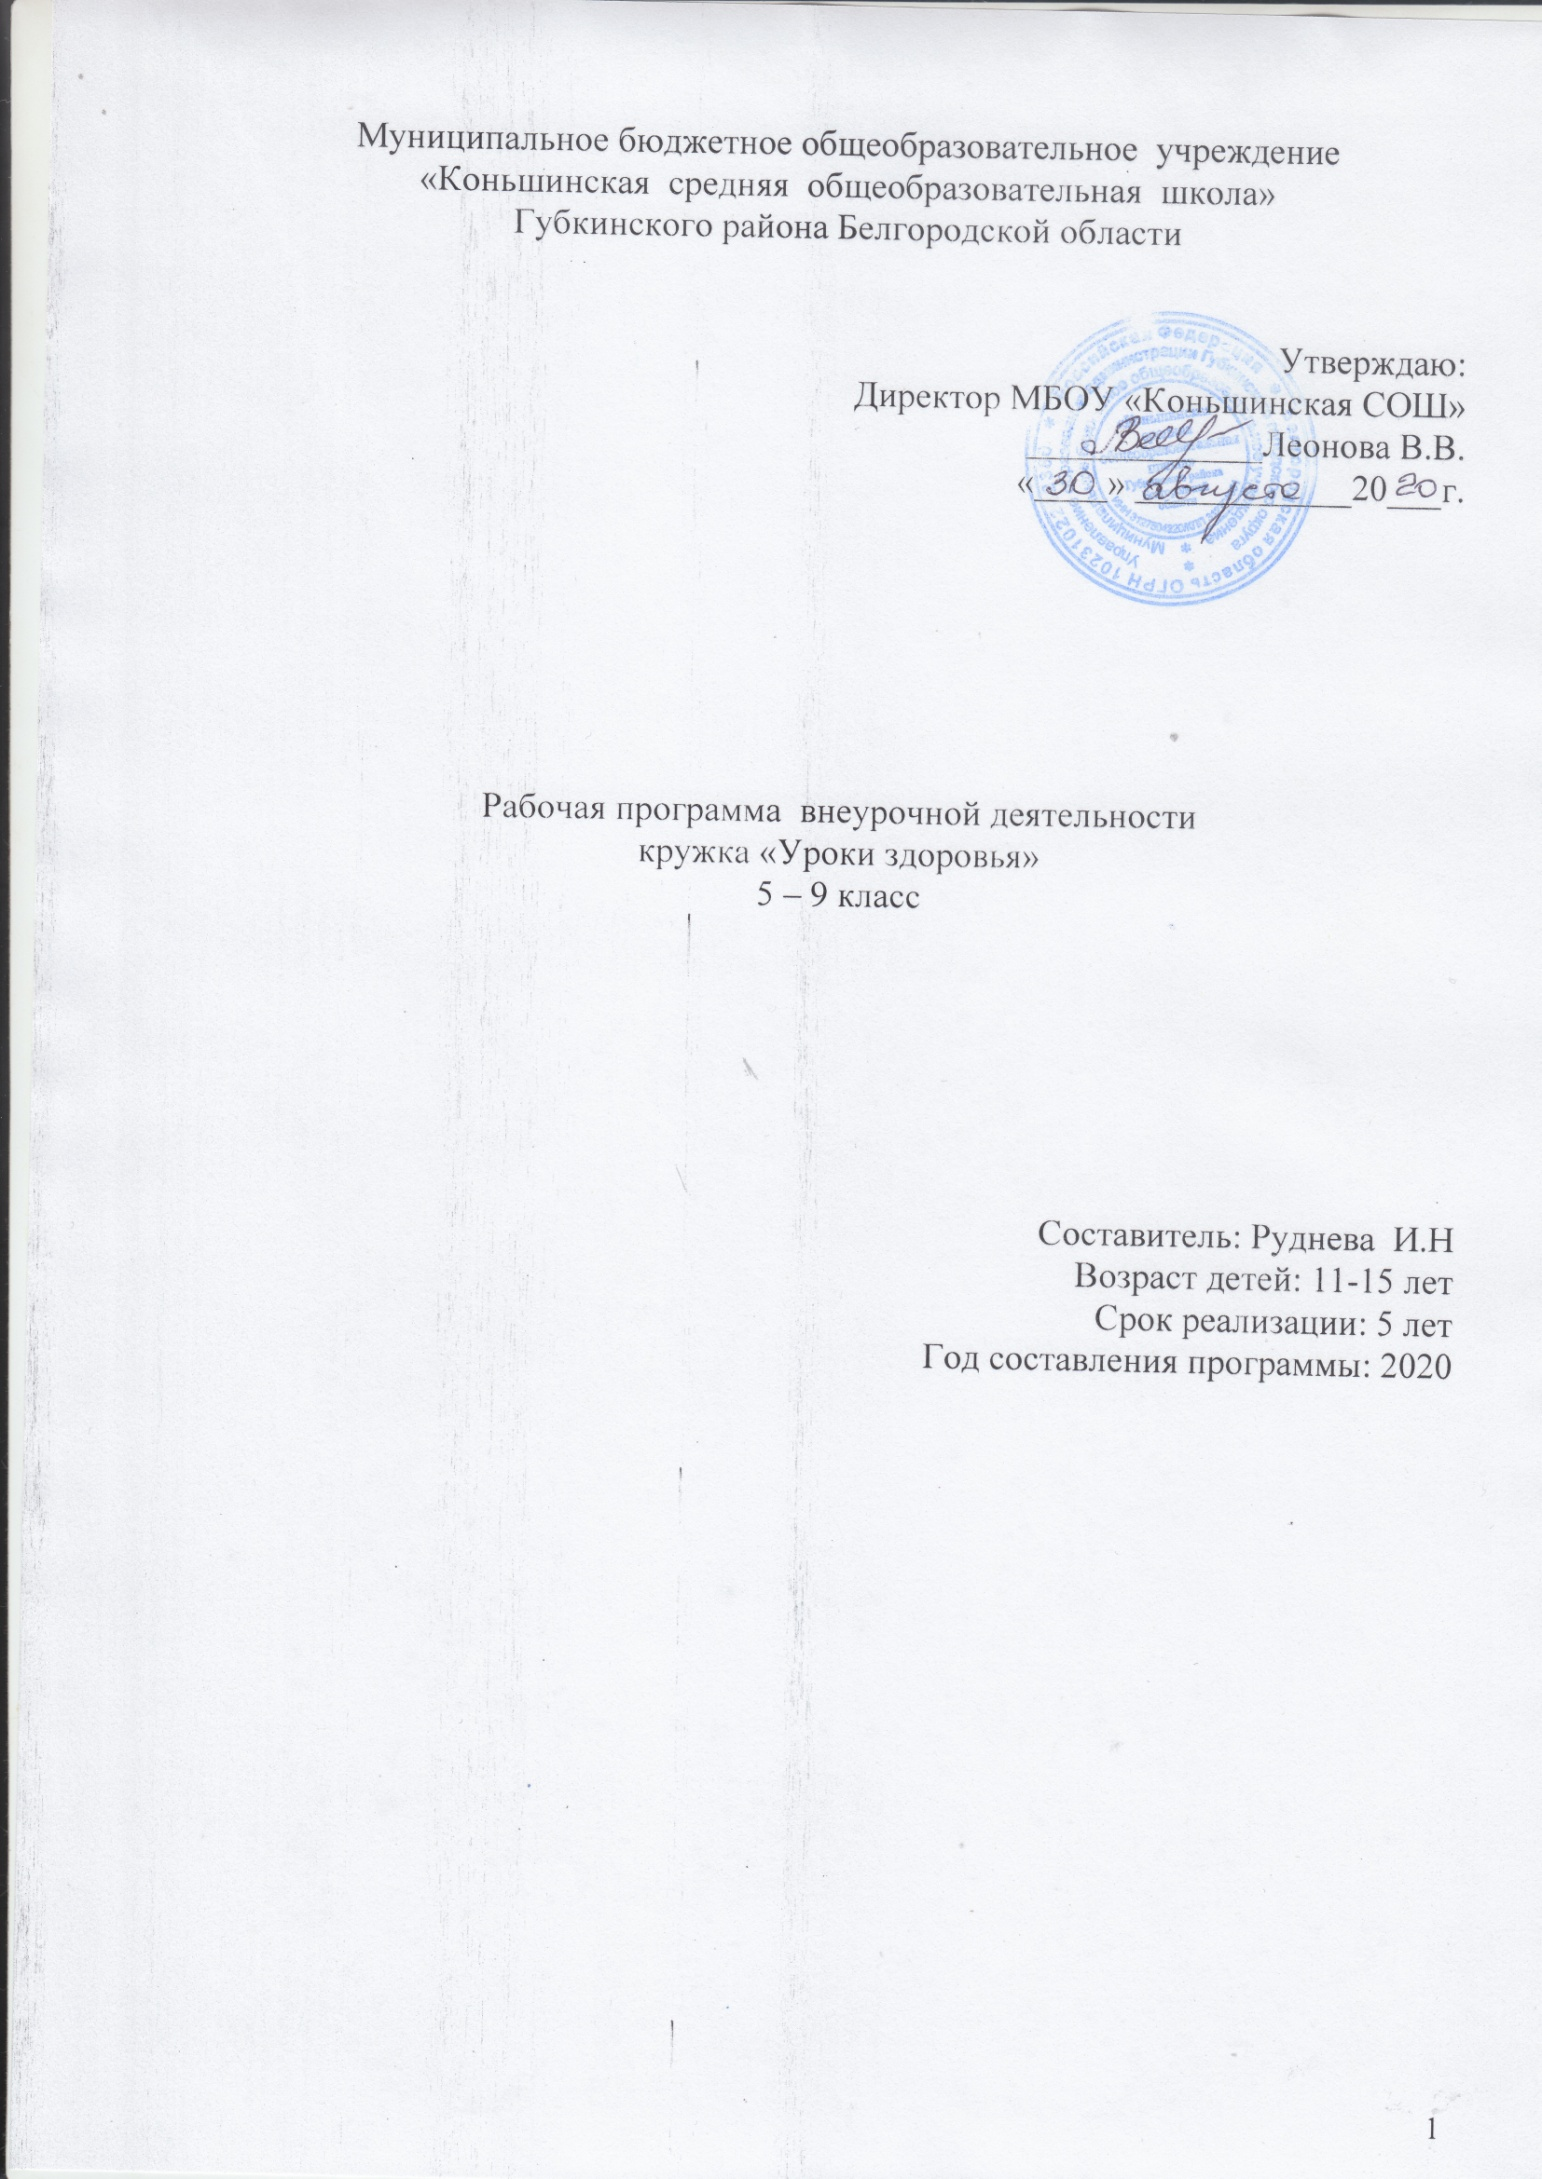 Муниципальное бюджетное общеобразовательное учреждение
«Коньшинская средняя общеобразовательная школа»
Губкинского района Белгородской области
Утверждаю:
Директор МБОУ «Коньшинская СОШ»
____________Леонова В.В.
«30» августа 2020г.
Рабочая программа внеурочной деятельности
кружка «Уроки здоровья»
5 – 9 класс
Составитель: Руднева И.Н
Возраст детей: 11-15 лет
Срок реализации: 5 лет
Год составления программы: 2020
1